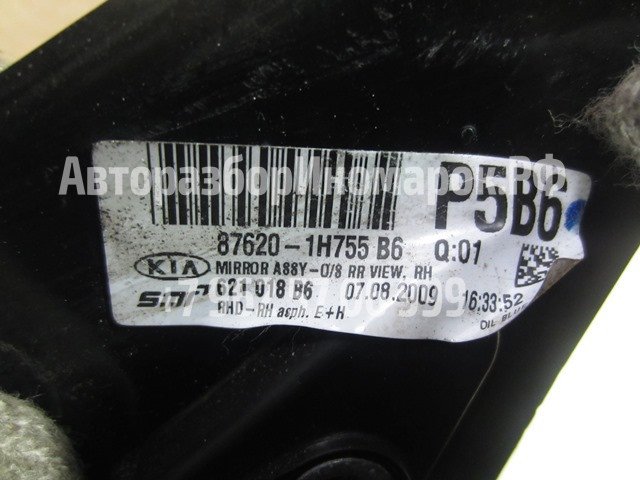 P5B6
АвторазборИномарок.РФ
87620-1H755 B6 Q:01
KIA MIRROR ASSY-O/S RR VIEW. RH
621 018 B6 07.08.2009 16:33:52
RHD-RH asph. E+H